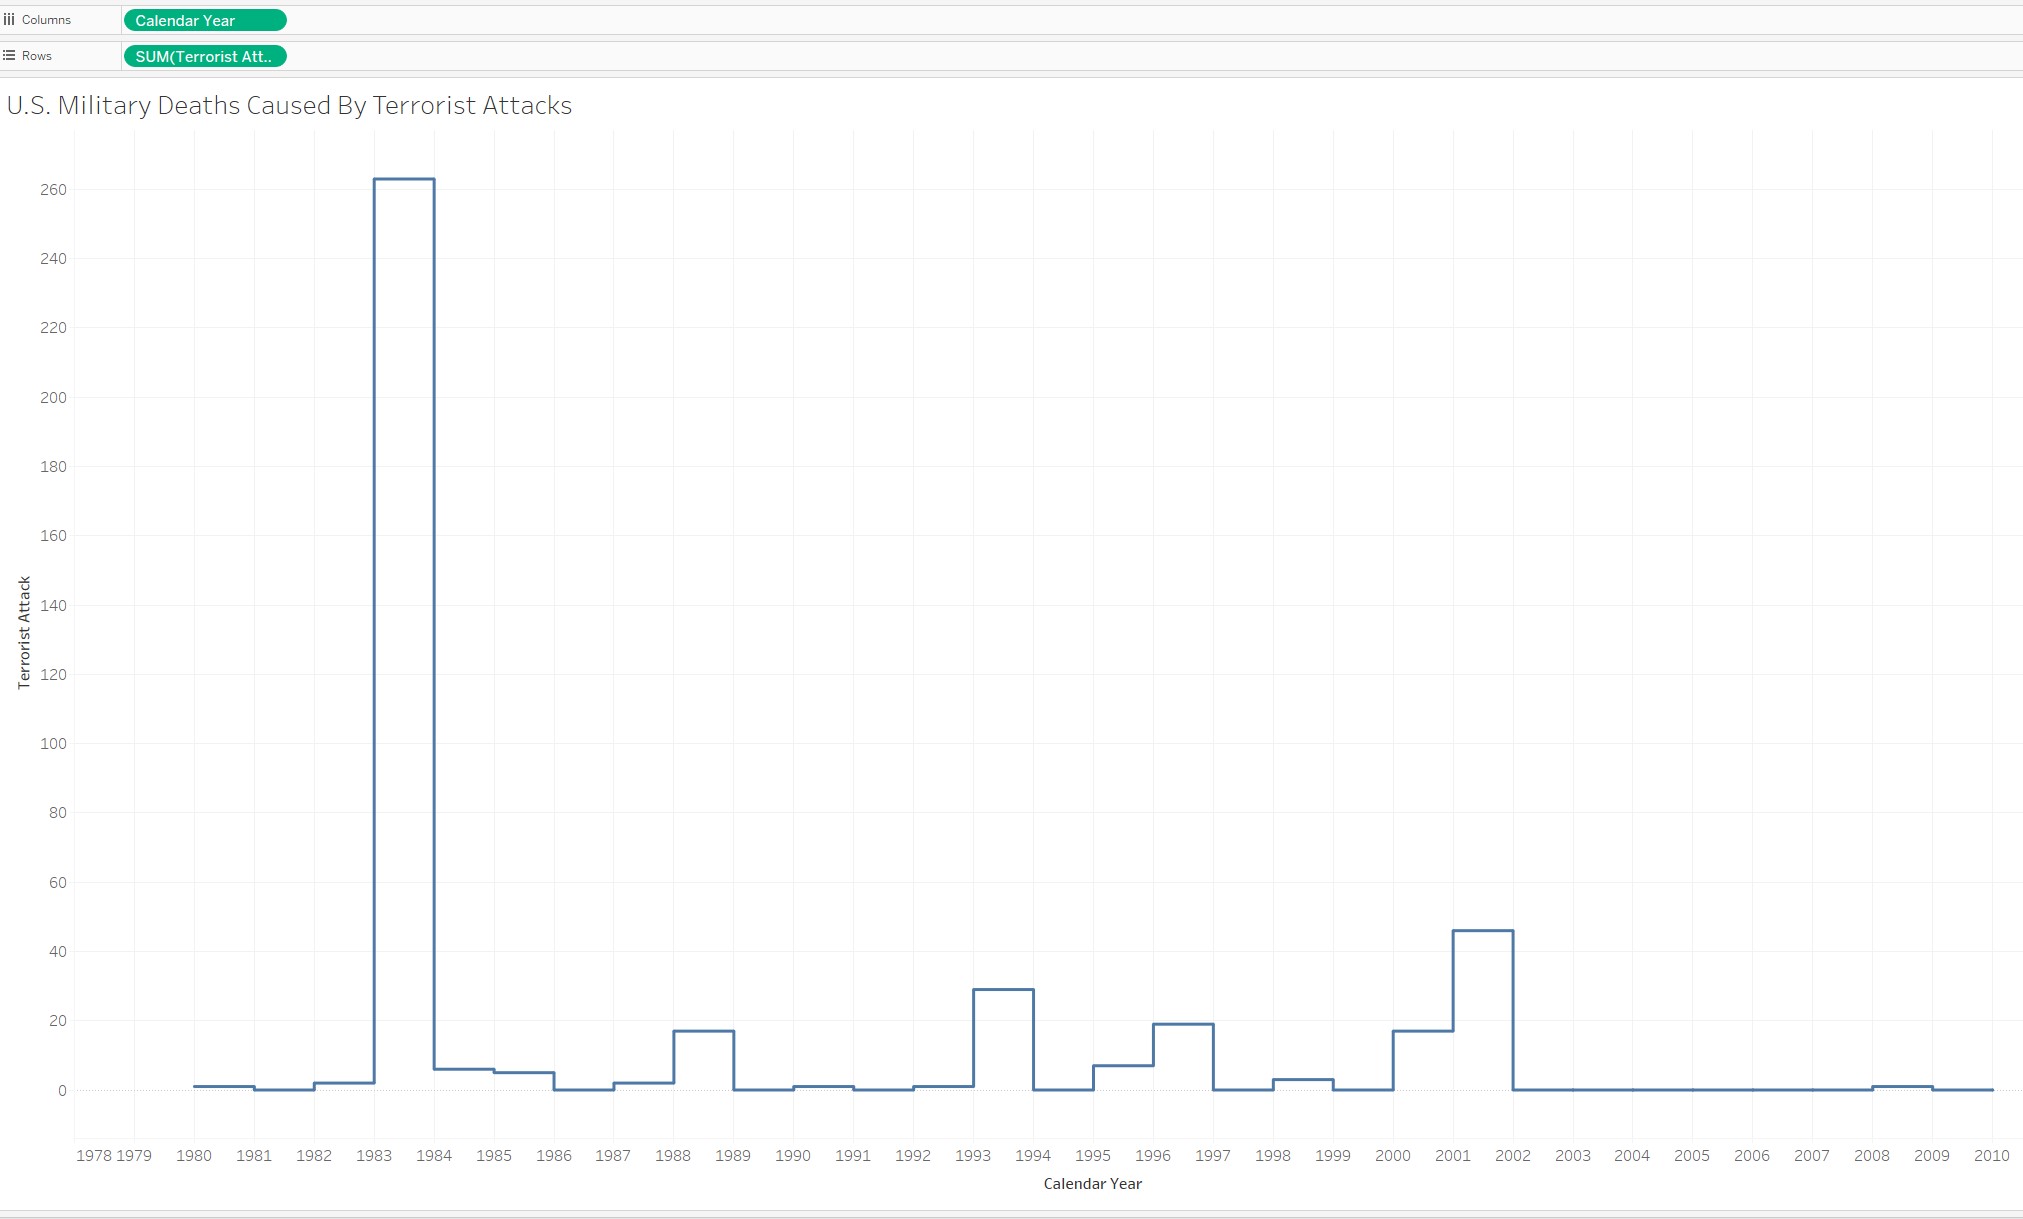 Columns
Calendar Year
Rows
SUM(Terrorist Att..
U.S. Military Deaths Caused By Terrorist Attacks
260
240
220
200
180
160
140
120
100
80
60
40
20
0
Terrorist Attack
1978 1979 1980 1981 1982 1983 1984 1985 1986 1987 1988 1989 1990 1991 1992 1993 1994 1995 1996 1997 1998 1999 2000 2001 2002 2003 2004 2005 2006 2007 2008 2009 2010
Calendar Year